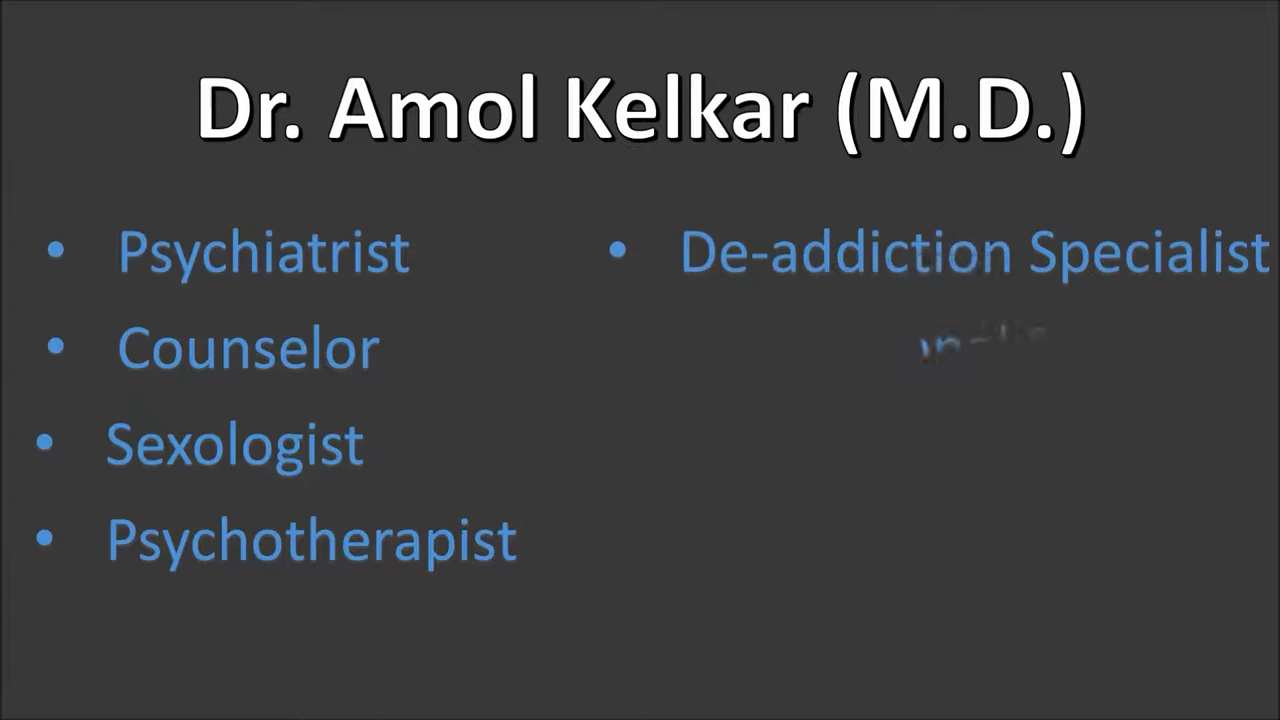 Dr. Amol Kelkar (M.D.)
• Psychiatrist
• Counselor
• Sexologist
• Psychotherapist
• De-addiction Specialist